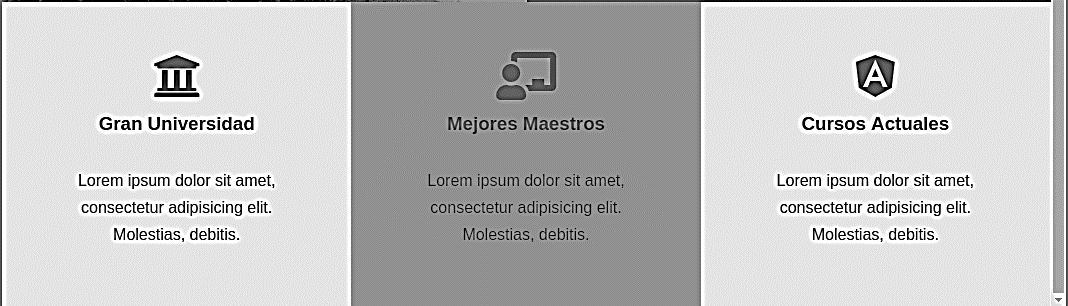 Gran Universidad
Lorem ipsum dolor sit amet,
consectetur adipisicing elit.
Molestias, debitis.
Mejores Maestros
Lorem ipsum dolor sit amet,
consectetur adipisicing elit.
Molestias, debitis.
Cursos Actuales
Lorem ipsum dolor sit amet,
consectetur adipisicing elit.
Molestias, debitis.